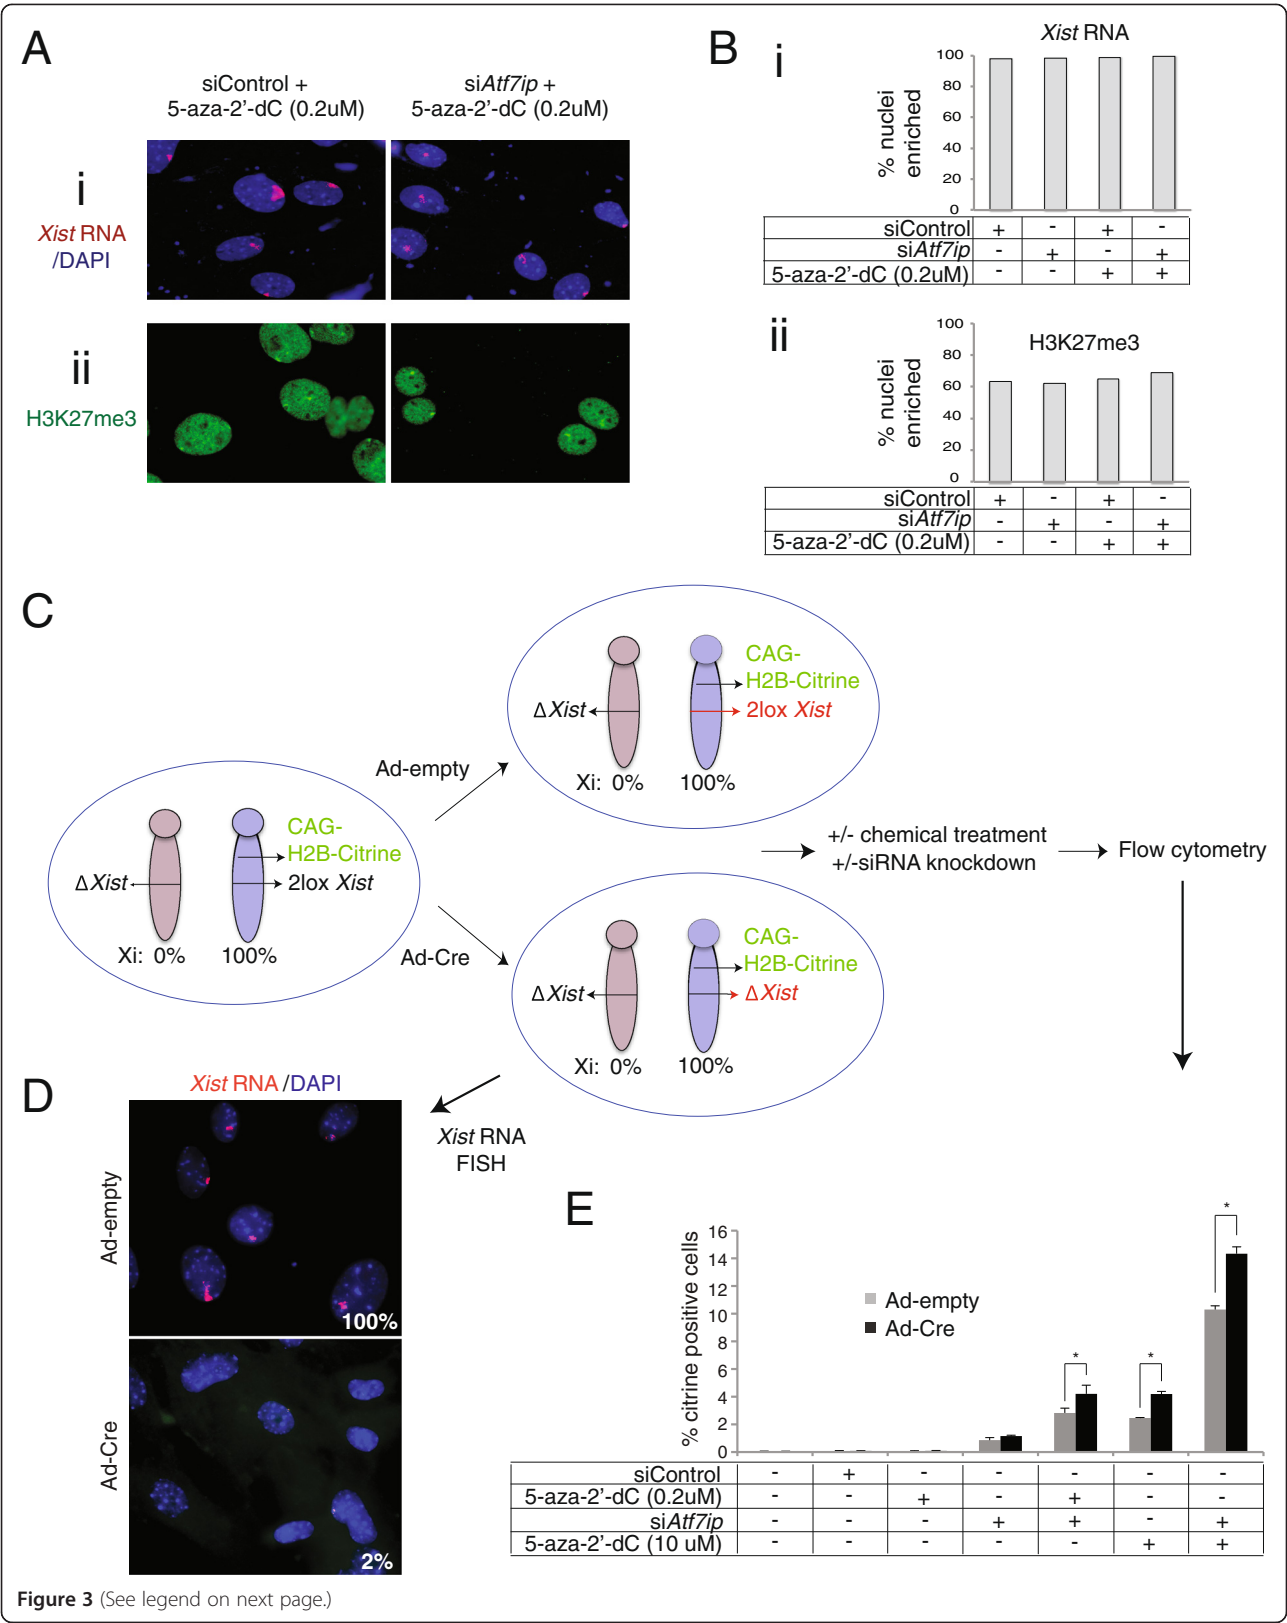 A
siControl +
5-aza-2'-dC (0.2uM)
siAtf7ip +
5-aza-2'-dC (0.2uM)
i
Xist RNA
/DAPI
ii
H3K27me3
B
i
Xist RNA
% nuclei
enriched
100
80
60
40
20
0
siControl + - + -
siAtf7ip - + - +
5-aza-2'-dC (0.2uM) - - + +
ii
H3K27me3
% nuclei
enriched
100
80
60
40
20
0
siControl + - + -
siAtf7ip - + - +
5-aza-2'-dC (0.2uM) - - + +
C
ΔXist
CAG-
H2B-Citrine
2lox Xist
Xi: 0% 100%
Ad-empty
Ad-Cre
ΔXist
CAG-
H2B-Citrine
2lox Xist
Xi: 0% 100%
ΔXist
CAG-
H2B-Citrine
ΔXist
Xi: 0% 100%
+/- chemical treatment
+/-siRNA knockdown
Flow cytometry
Xist RNA
FISH
D
Xist RNA/DAPI
Ad-empty
100%
Ad-Cre
2%
E
% citrine positive cells
16
14
12
10
8
6
4
2
0
Ad-empty
Ad-Cre
*
*
*
siControl - + - - - - -
5-aza-2'-dC (0.2uM) - - + - + - -
siAtf7ip - - - + + - +
5-aza-2'-dC (10 uM) - - - - - + +
Figure 3 (See legend on next page.)